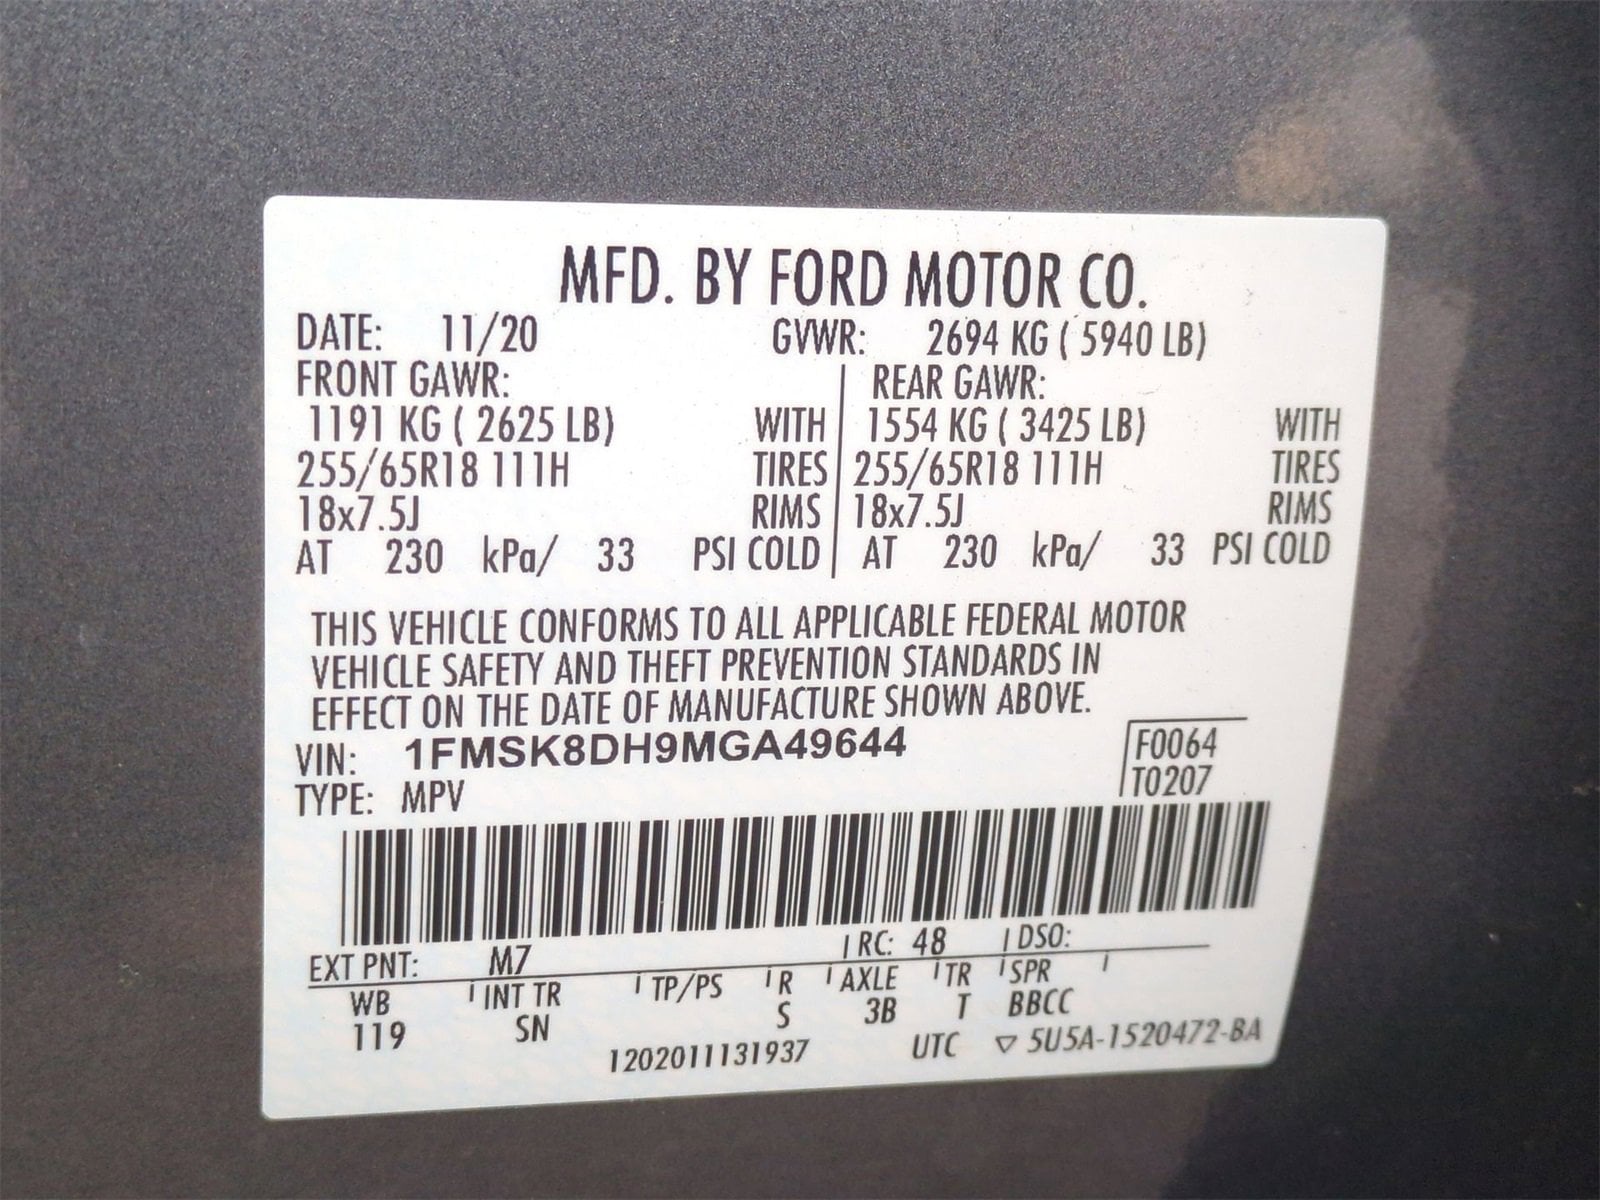 MFD. BY FORD MOTOR CO.
DATE: 11/20 GVWR: 2694 KG ( 5940 LB)
FRONT GAWR: REAR GAWR:
1191 KG ( 2625 LB) WITH 1554 KG ( 3425 LB) WITH
255/65R18 111H TIRES 255/65R18 111H TIRES
18x7.5J RIMS 18x7.5J RIMS
AT 230 kPa/ 33 PSI COLD AT 230 kPa/ 33 PSI COLD
THIS VEHICLE CONFORMS TO ALL APPLICABLE FEDERAL MOTOR
VEHICLE SAFETY AND THEFT PREVENTION STANDARDS IN
EFFECT ON THE DATE OF MANUFACTURE SHOWN ABOVE.
VIN: 1FMSK8DH9MGA49644 F0064
TYPE: MPV T0207
EXT PNT: M7 RC: 48 DSO:
WB INT TR TP/PS R AXLE TR SPR
119 SN S 3B T BBCC
1202011131937 UTC ▽ 5U5A-1520472-BA